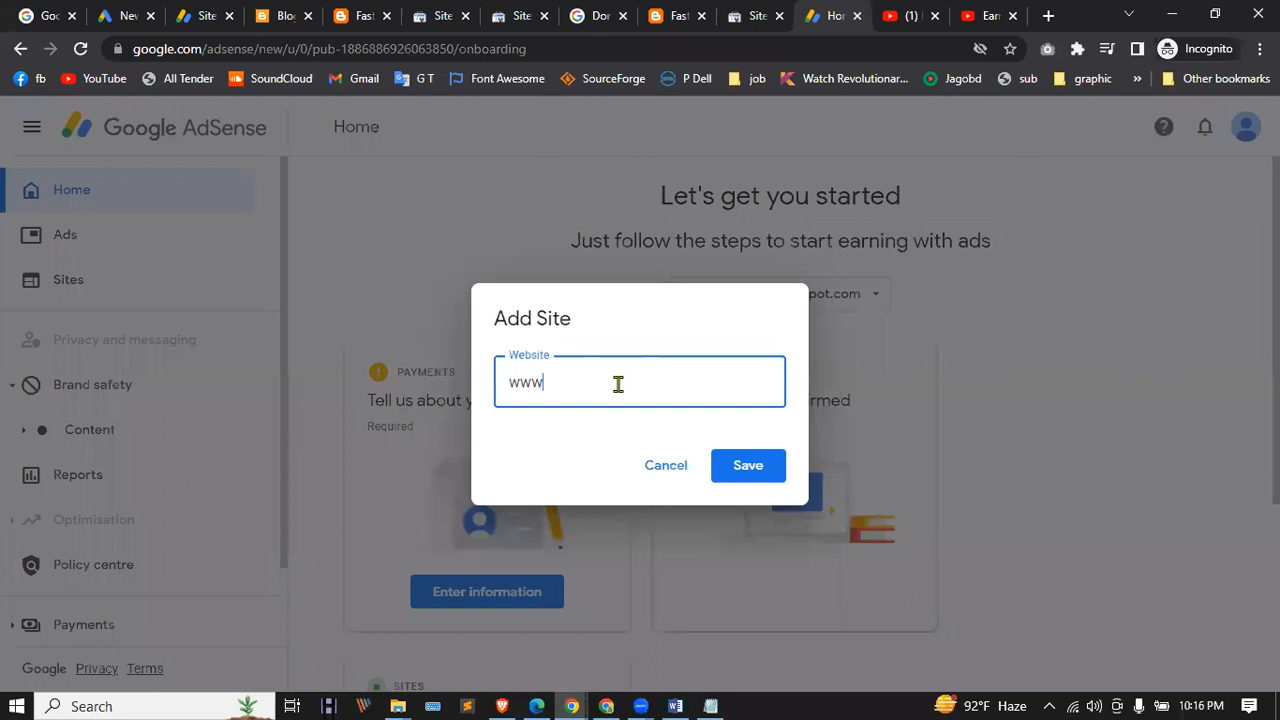 Goc
Nev
Site
Blo
Fast
Site
Site
Dor
Fast
Site
Hor
(1)
Earr
google.com/adsense/new/u/0/pub-1886886926063850/onboarding
Incognito
fb
YouTube
All Tender
SoundCloud
Gmail
G T
Font Awesome
SourceForge
P Dell
job
Watch Revolutionar...
Jagobd
sub
graphic
»
Other bookmarks
Google AdSense
Home
Home
Ads
Sites
Privacy and messaging
Brand safety
Content
Reports
Optimisation
Policy centre
Payments
Google Privacy Terms
Let's get you started
Just follow the steps to start earning with ads
pot.com
PAYMENTS
Tell us about y
Required
rmed
Enter information
SITES
Add Site
Website
www
Cancel
Save
Search
92°F Haze
10:16 PM